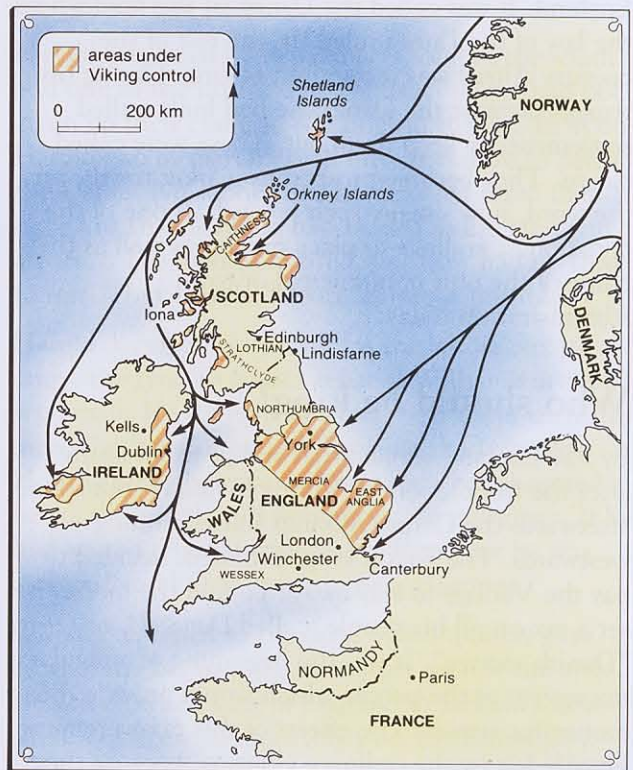 areas under
Viking control
N
0 200 km
Shetland
Islands
NORWAY
Orkney Islands
CAITHNESS
SCOTLAND
Iona
Edinburgh
LOTHIAN
Lindisfarne
STRATHCLYDE
DENMARK
NORTHUMBRIA
Kells
York
Dublin
IRELAND
MERCIA
EAST
ANGLIA
ENGLAND
WALES
London
Winchester
Canterbury
WESSEX
NORMANDY
Paris
FRANCE